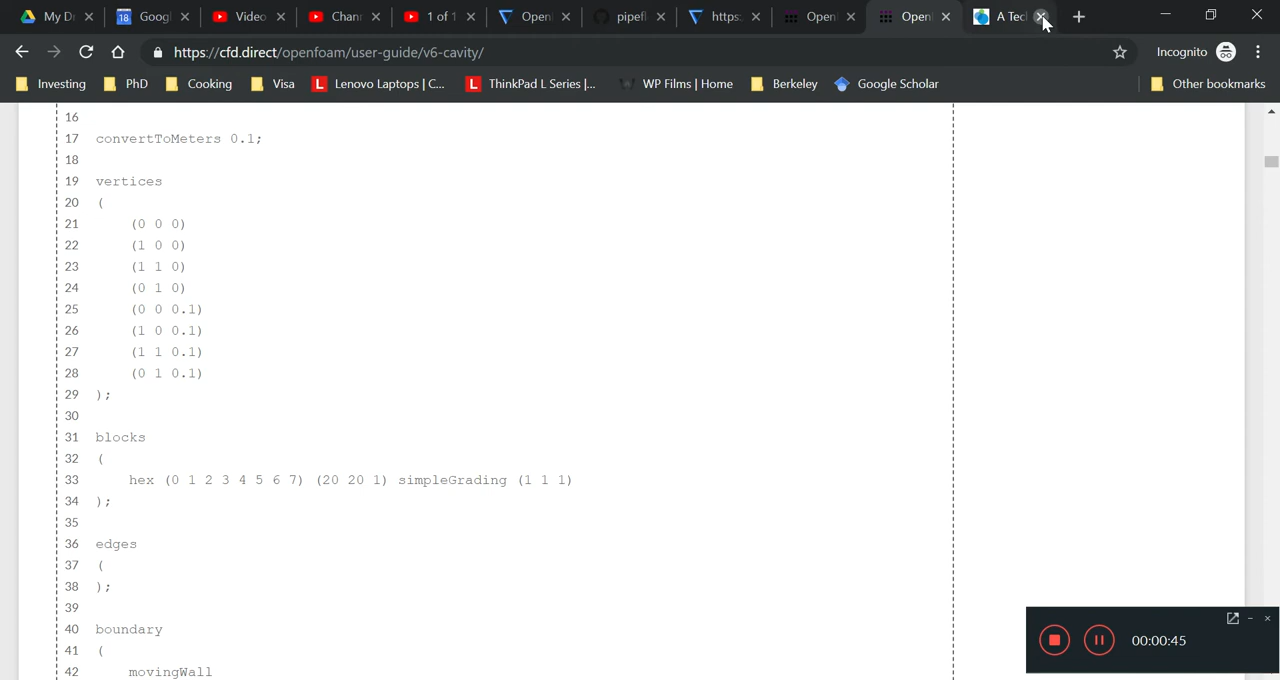 My D
18
Goog
Video
Chann
1 of 1
Open
pipefl
https:
Open
Open
A Tec
https://cfd.direct/openfoam/user-guide/v6-cavity/
Incognito
Investing
PhD
Cooking
Visa
L
Lenovo Laptops | C...
L
ThinkPad L Series |...
WP Films | Home
Berkeley
Google Scholar
Other bookmarks
16
17 convertToMeters 0.1;
18
19 vertices
20 (
21 (0 0 0)
22 (1 0 0)
23 (1 1 0)
24 (0 1 0)
25 (0 0 0.1)
26 (1 0 0.1)
27 (1 1 0.1)
28 (0 1 0.1)
29 );
30
31 blocks
32 (
33 hex (0 1 2 3 4 5 6 7) (20 20 1) simpleGrading (1 1 1)
34 );
35
36 edges
37 (
38 );
39
40 boundary
41 (
42 movingWall
00:00:45